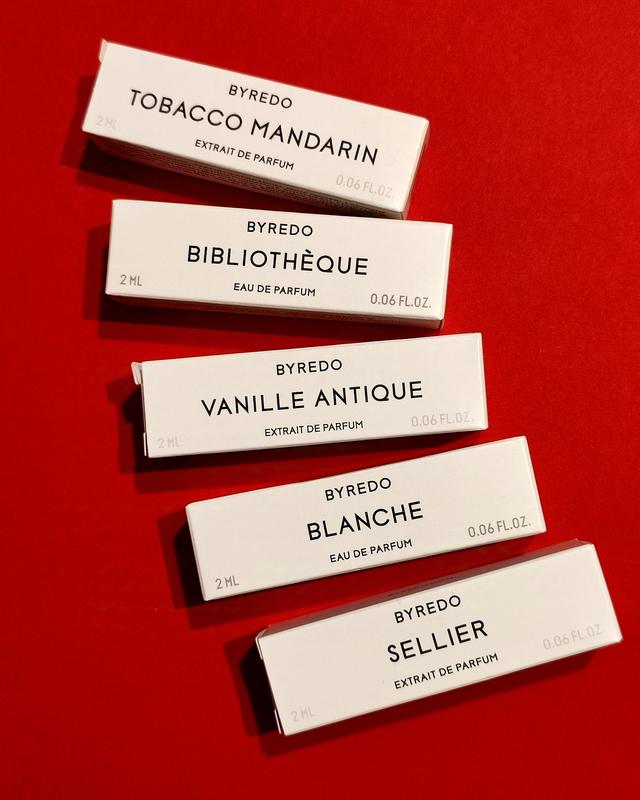 BYREDO
TOBACCO MANDARIN
EXTRAIT DE PARFUM
2 ML
0.06 FL.OZ.
BYREDO
BIBLIOTHÈQUE
EAU DE PARFUM
2 ML
0.06 FL.OZ.
BYREDO
VANILLE ANTIQUE
EXTRAIT DE PARFUM
2 ML
0.06 FL.OZ.
BYREDO
BLANCHE
EAU DE PARFUM
2 ML
0.06 FL.OZ.
BYREDO
SELLIER
EXTRAIT DE PARFUM
2 ML
0.06 FL.OZ.